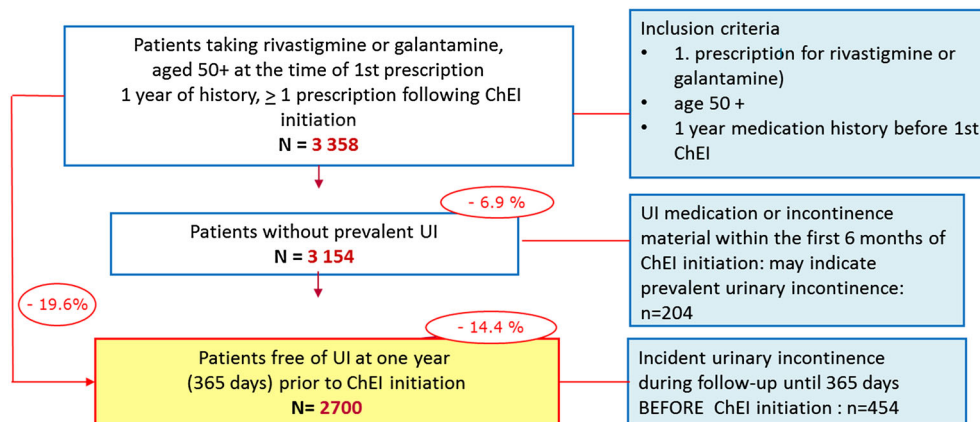 Patients taking rivastigmine or galantamine,
aged 50+ at the time of 1st prescription
1 year of history, ≥ 1 prescription following ChEI
initiation
N = 3 358
Inclusion criteria
• 1. prescription for rivastigmine or
galantamine)
• age 50 +
• 1 year medication history before 1st
ChEI
- 6.9 %
Patients without prevalent UI
N = 3 154
UI medication or incontinence
material within the first 6 months of
ChEI initiation: may indicate
prevalent urinary incontinence:
n=204
- 19.6%
- 14.4 %
Patients free of UI at one year
(365 days) prior to ChEI initiation
N= 2700
Incident urinary incontinence
during follow-up until 365 days
BEFORE ChEI initiation : n=454